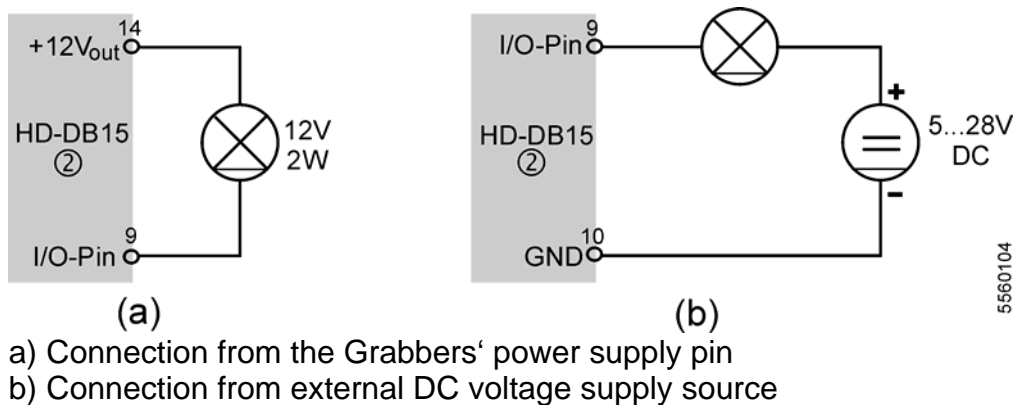 14
+12Vout
HD-DB15
②
12V
2W
9
I/O-Pin
(a)
9
I/O-Pin
+
HD-DB15
②
5...28V
DC
-
10
GND
(b)
5560104
a) Connection from the Grabbers‘ power supply pin
b) Connection from external DC voltage supply source